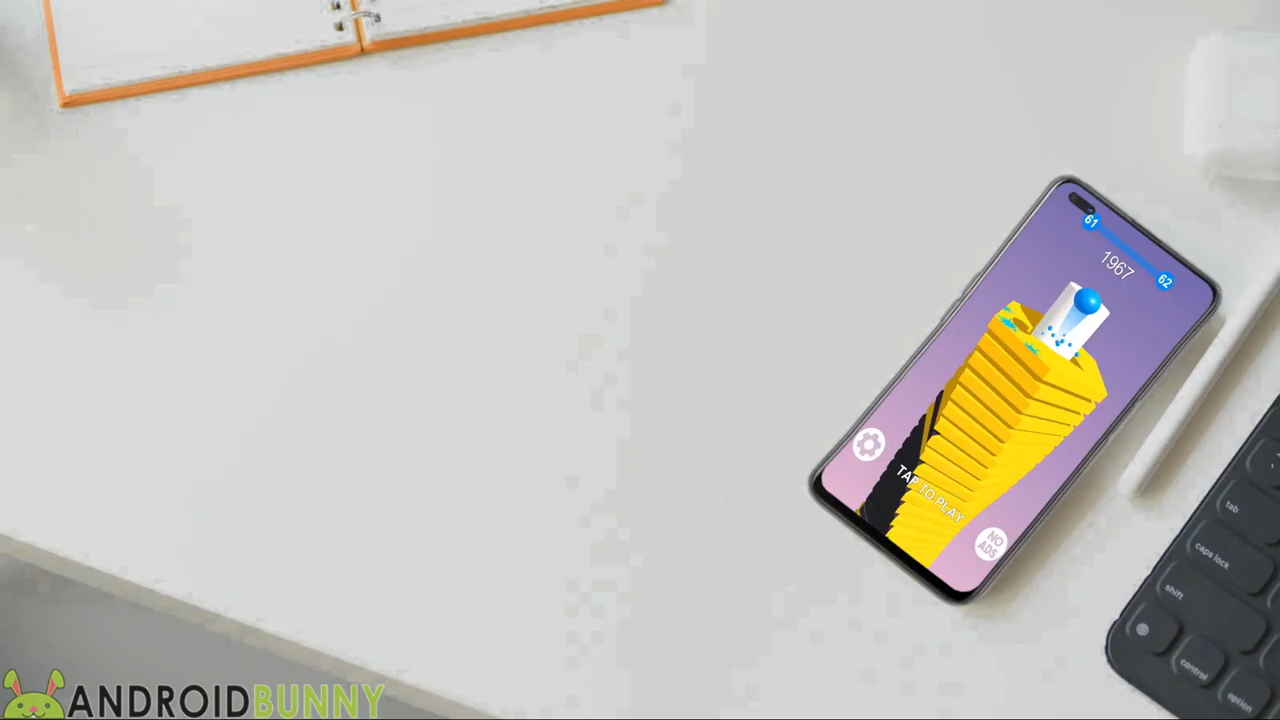 61
1967
62
TAP TO PLAY
NO
ADS
tab
caps lock
shift
control
option
ANDROIDBUNNY